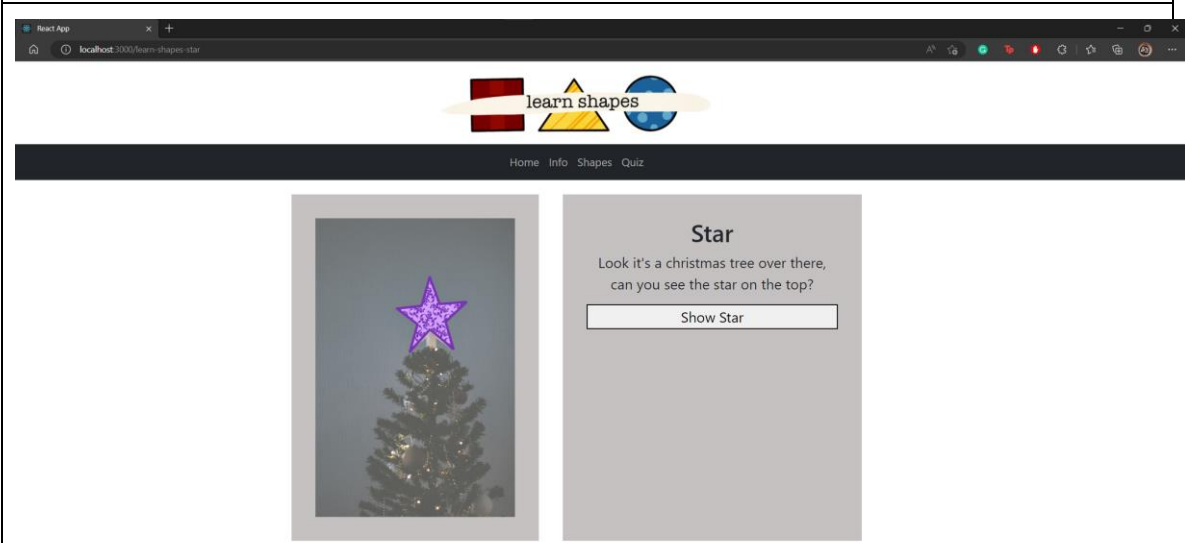 React App
localhost:3000/learn-shapes-star
learn shapes
Home Info Shapes Quiz
Star
Look it's a christmas tree over there,
can you see the star on the top?
Show Star